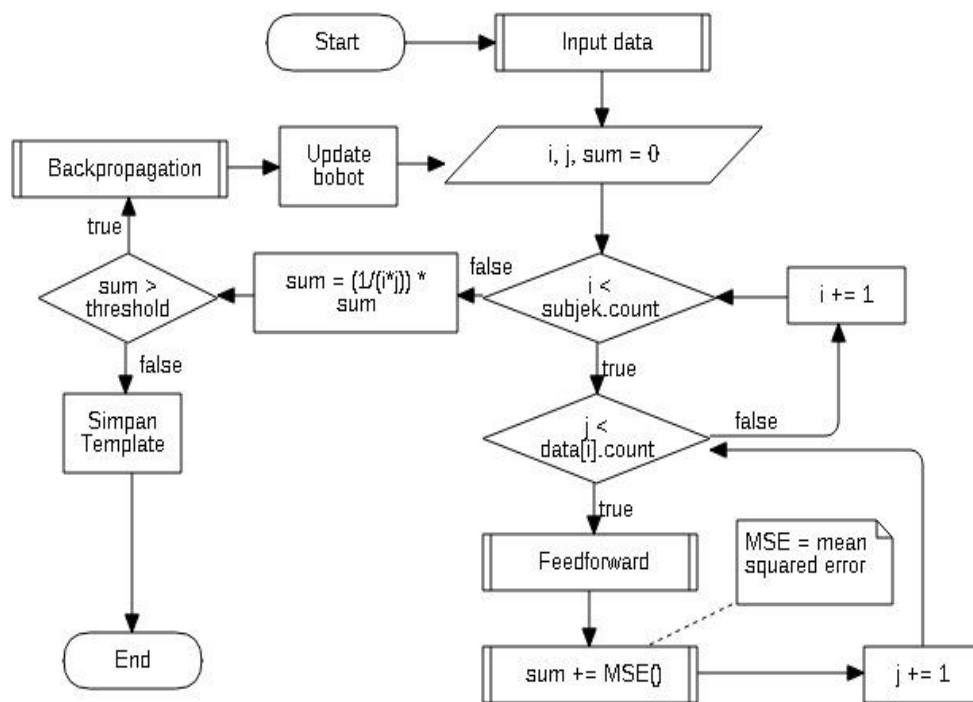 Start
Input data
Backpropagation
Update
bobot
i, j, sum = 0
true
sum >
threshold
sum = (1/(i*j)) *
sum
false
i <
subjek.count
i += 1
false
true
Simpan
Template
j <
data[i].count
false
true
Feedforward
MSE = mean
squared error
End
sum += MSE()
j += 1